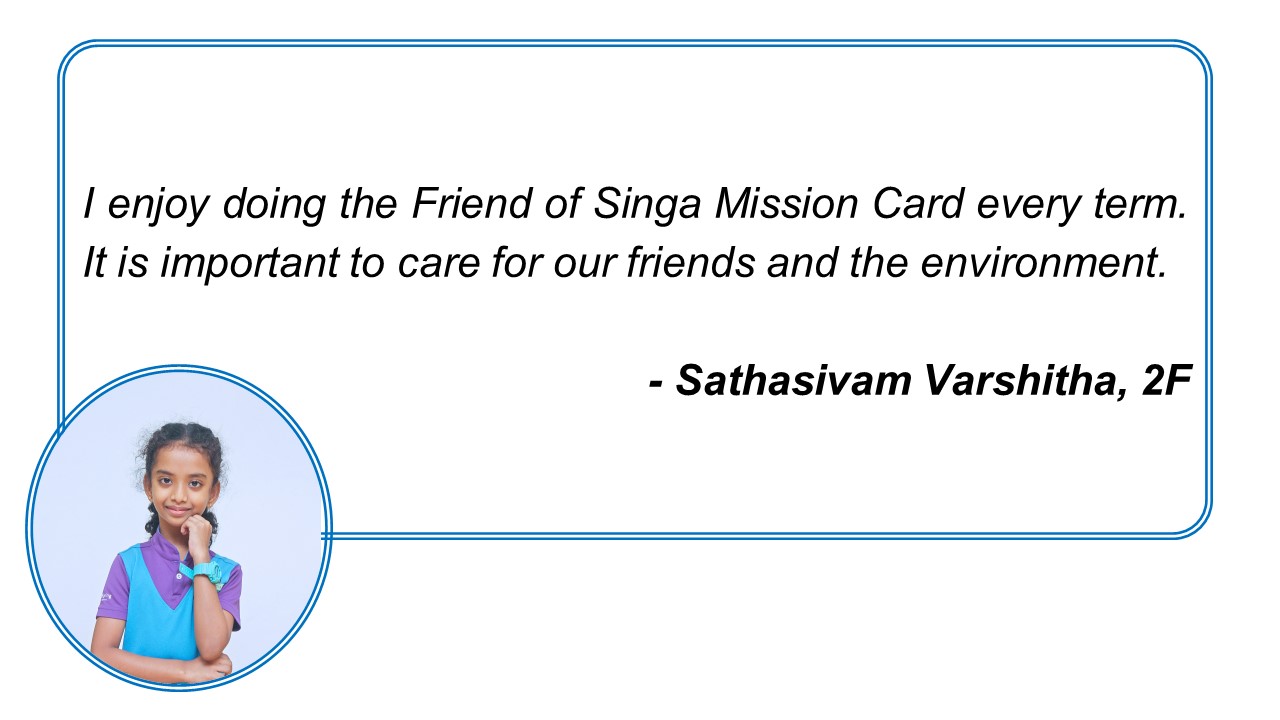 I enjoy doing the Friend of Singa Mission Card every term.
It is important to care for our friends and the environment.
- Sathasivam Varshitha, 2F